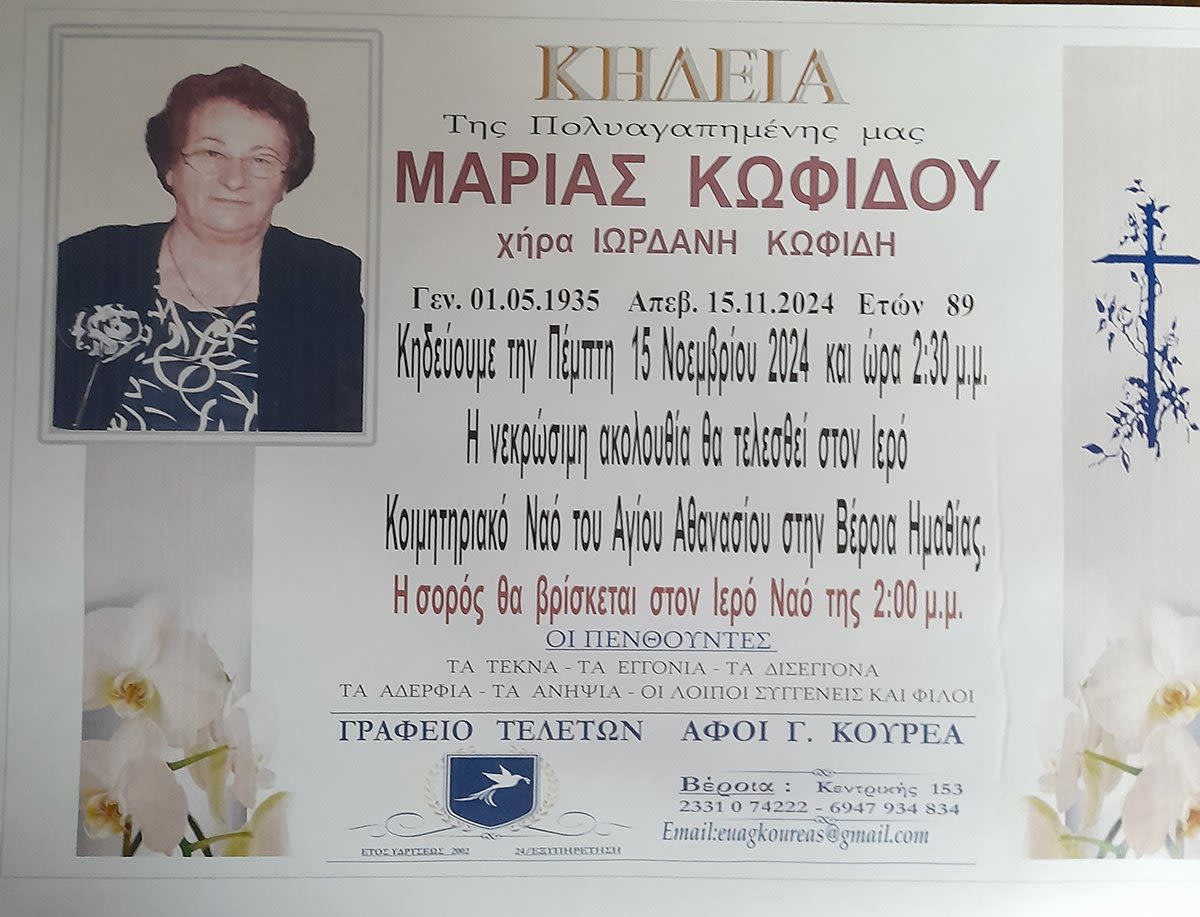 ΚΗΔΕΙΑ
Της Πολυαγαπημένης μας
ΜΑΡΙΑΣ ΚΩΦΙΔΟΥ
χήρα ΙΩΡΔΑΝΗ ΚΩΦΙΔΗ
Γεν. 01.05.1935 Απεβ. 15.11.2024 Ετών 89
Κηδεύουμε την Πέμπτη 15 Νοεμβρίου 2024 και ώρα 2:30 μ.μ.
Η νεκρώσιμη ακολουθία θα τελεσθεί στον Ιερό
Κοιμητηριακό Ναό του Αγίου Αθανασίου στην Βέροια Ημαθίας.
Η σορός θα βρίσκεται στον Ιερό Ναό της 2:00 μ.μ.
ΟΙ ΠΕΝΘΟΥΝΤΕΣ
ΤΑ ΤΕΚΝΑ - ΤΑ ΕΓΓΟΝΙΑ - ΤΑ ΔΙΣΕΓΓΟΝΑ
ΤΑ ΑΔΕΡΦΙΑ - ΤΑ ΑΝΗΨΙΑ - ΟΙ ΛΟΙΠΟΙ ΣΥΓΓΕΝΕΙΣ ΚΑΙ ΦΙΛΟΙ
ΓΡΑΦΕΙΟ ΤΕΛΕΤΩΝ ΑΦΟΙ Γ. ΚΟΥΡΕΑ
Βέροια : Κεντρικής 153
2331 0 74222 - 6947 934 834
Email:euagkoureas@gmail.com
ΕΤΟΣ ΥΔΡΥΣΕΩΣ 2002 24/ΕΞΥΠΗΡΕΤΗΣΗ